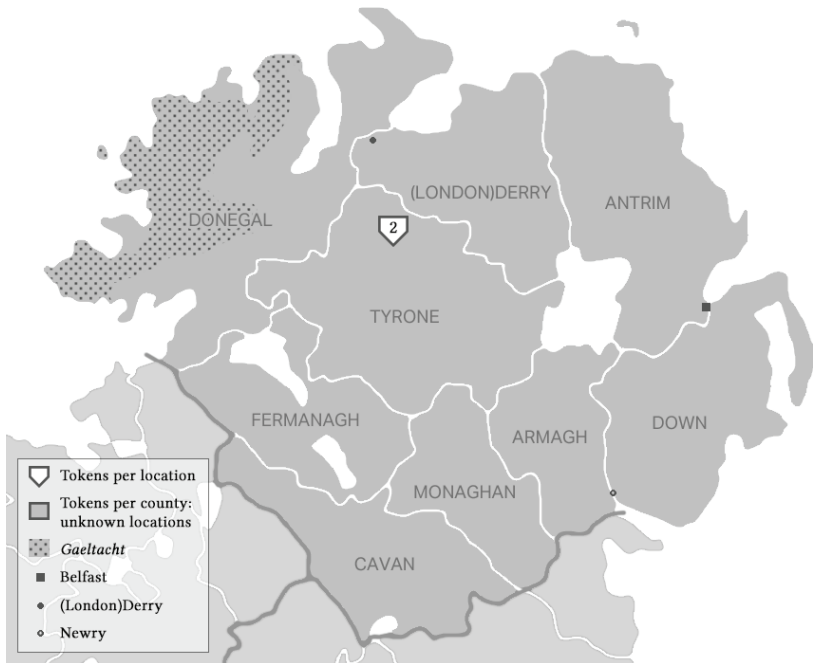 (LONDON)DERRY
ANTRIM
DONEGAL
2
TYRONE
FERMANAGH
ARMAGH
DOWN
MONAGHAN
CAVAN
Tokens per location
Tokens per county:
unknown locations
Gaeltacht
Belfast
(London)Derry
Newry